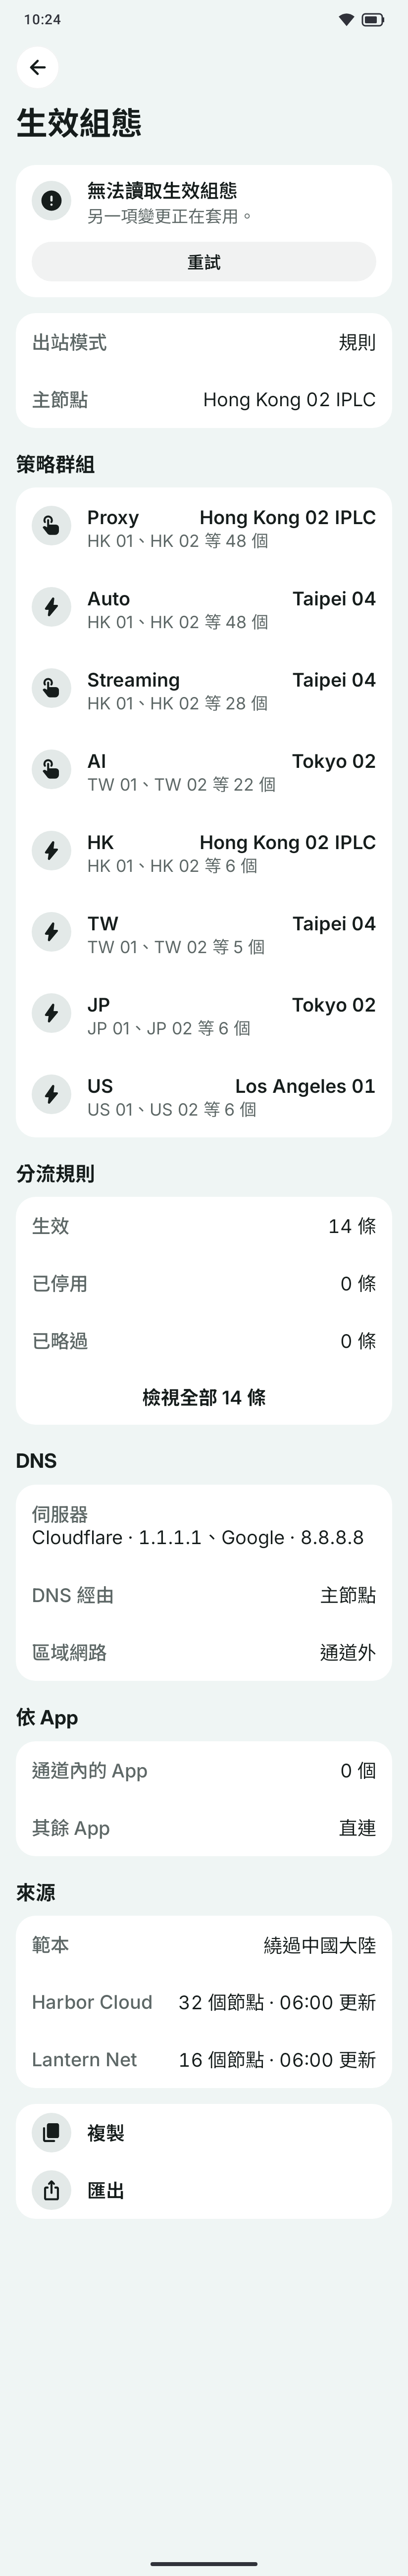 10:24
生效組態
無法讀取生效組態
另一項變更正在套用。
重試
出站模式 規則
主節點 Hong Kong 02 IPLC
策略群組
Proxy Hong Kong 02 IPLC
HK 01、HK 02 等 48 個
Auto Taipei 04
HK 01、HK 02 等 48 個
Streaming Taipei 04
HK 01、HK 02 等 28 個
AI Tokyo 02
TW 01、TW 02 等 22 個
HK Hong Kong 02 IPLC
HK 01、HK 02 等 6 個
TW Taipei 04
TW 01、TW 02 等 5 個
JP Tokyo 02
JP 01、JP 02 等 6 個
US Los Angeles 01
US 01、US 02 等 6 個
分流規則
生效 14 條
已停用 0 條
已略過 0 條
檢視全部 14 條
DNS
伺服器
Cloudflare · 1.1.1.1、Google · 8.8.8.8
DNS 經由 主節點
區域網路 通道外
依 App
通道內的 App 0 個
其餘 App 直連
來源
範本 繞過中國大陸
Harbor Cloud 32 個節點 · 06:00 更新
Lantern Net 16 個節點 · 06:00 更新
複製
匯出